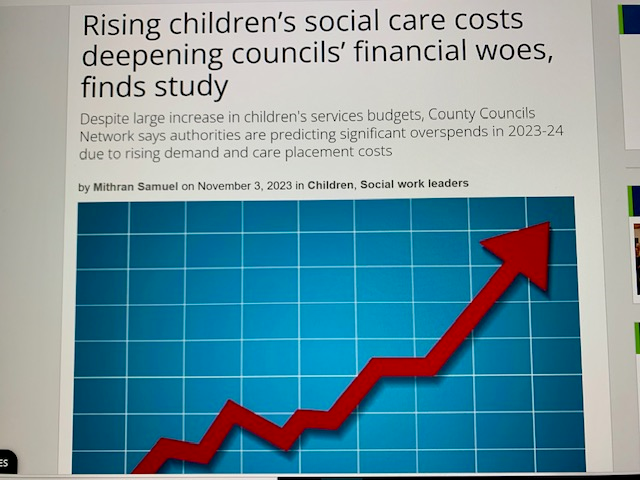 Rising children's social care costs
deepening councils' financial woes,
finds study
Despite large increase in children's services budgets, County Councils
Network says authorities are predicting significant overspends in 2023-24
due to rising demand and care placement costs
by Mithran Samuel on November 3, 2023 in Children, Social work leaders
ES